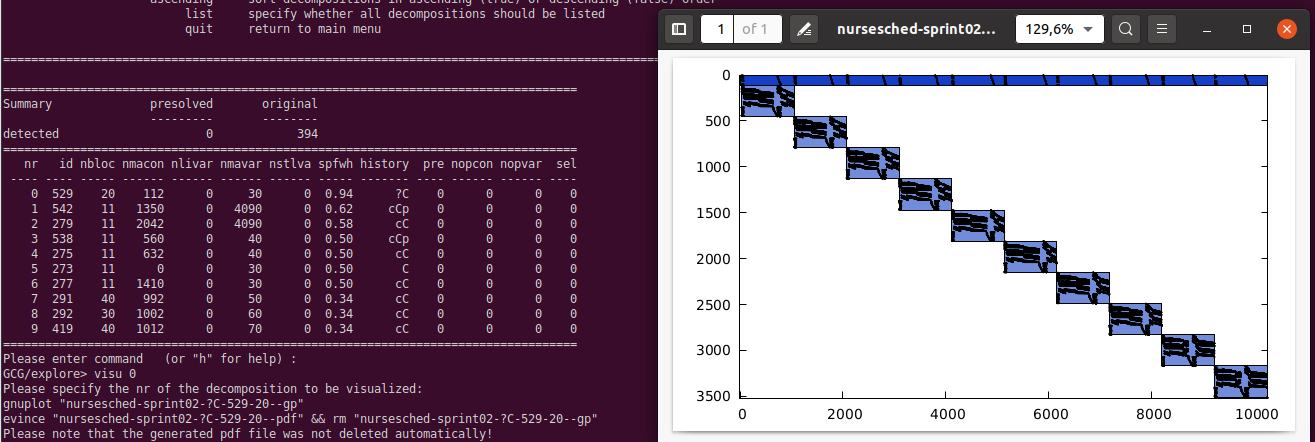 ascending sort decompositions in ascending (true) or descending (false) order
list specify whether all decompositions should be listed
quit return to main menu
================================================================================
================================================================================
Summary presolved original
--------- --------
detected 0 394
================================================================================
nr id nbloc nmacon nlivar nmavar nstlva spfwh history pre nopcon nopvar sel
---- ---- ----- ------ ------ ------ ------ ----- ------- ---- ------ ------ ----
0 529 20 112 0 30 0 0.94 ?C 0 0 0 0
1 542 11 1350 0 4090 0 0.62 cCp 0 0 0 0
2 279 11 2042 0 4090 0 0.58 cC 0 0 0 0
3 538 11 560 0 40 0 0.50 cCp 0 0 0 0
4 275 11 632 0 40 0 0.50 cC 0 0 0 0
5 273 11 0 0 30 0 0.50 C 0 0 0 0
6 277 11 1410 0 30 0 0.50 cC 0 0 0 0
7 291 40 992 0 50 0 0.34 cC 0 0 0 0
8 292 30 1002 0 60 0 0.34 cC 0 0 0 0
9 419 40 1012 0 70 0 0.34 cC 0 0 0 0
================================================================================
Please enter command (or "h" for help) :
GCG/explore> visu 0
Please specify the nr of the decomposition to be visualized:
gnuplot "nursesched-sprint02-?C-529-20--gp"
evince "nursesched-sprint02-?C-529-20--pdf" && rm "nursesched-sprint02-?C-529-20--gp"
Please note that the generated pdf file was not deleted automatically!
1 of 1 nursesched-sprint02... 129,6%
0
500
1000
1500
2000
2500
3000
3500
0 2000 4000 6000 8000 10000